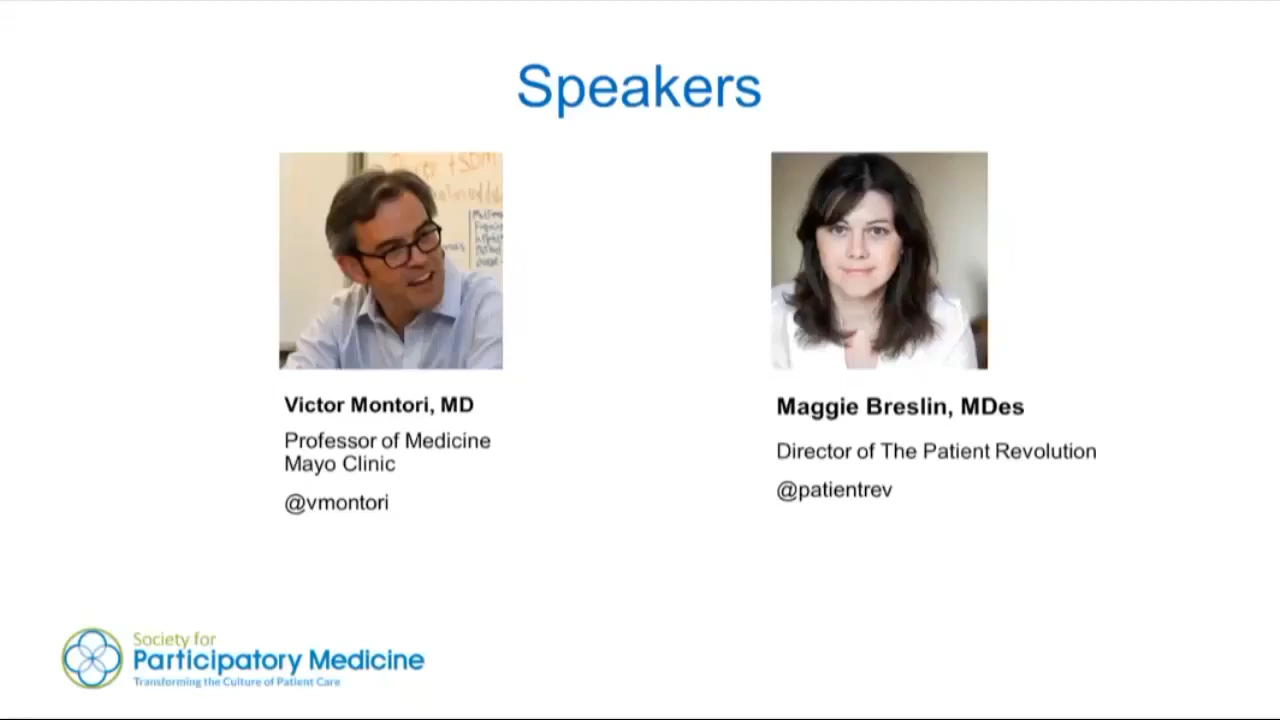 Speakers
Victor Montori, MD
Professor of Medicine
Mayo Clinic
@vmontori
Maggie Breslin, MDes
Director of The Patient Revolution
@patientrev
Society for
Participatory Medicine
Transforming the Culture of Patient Care